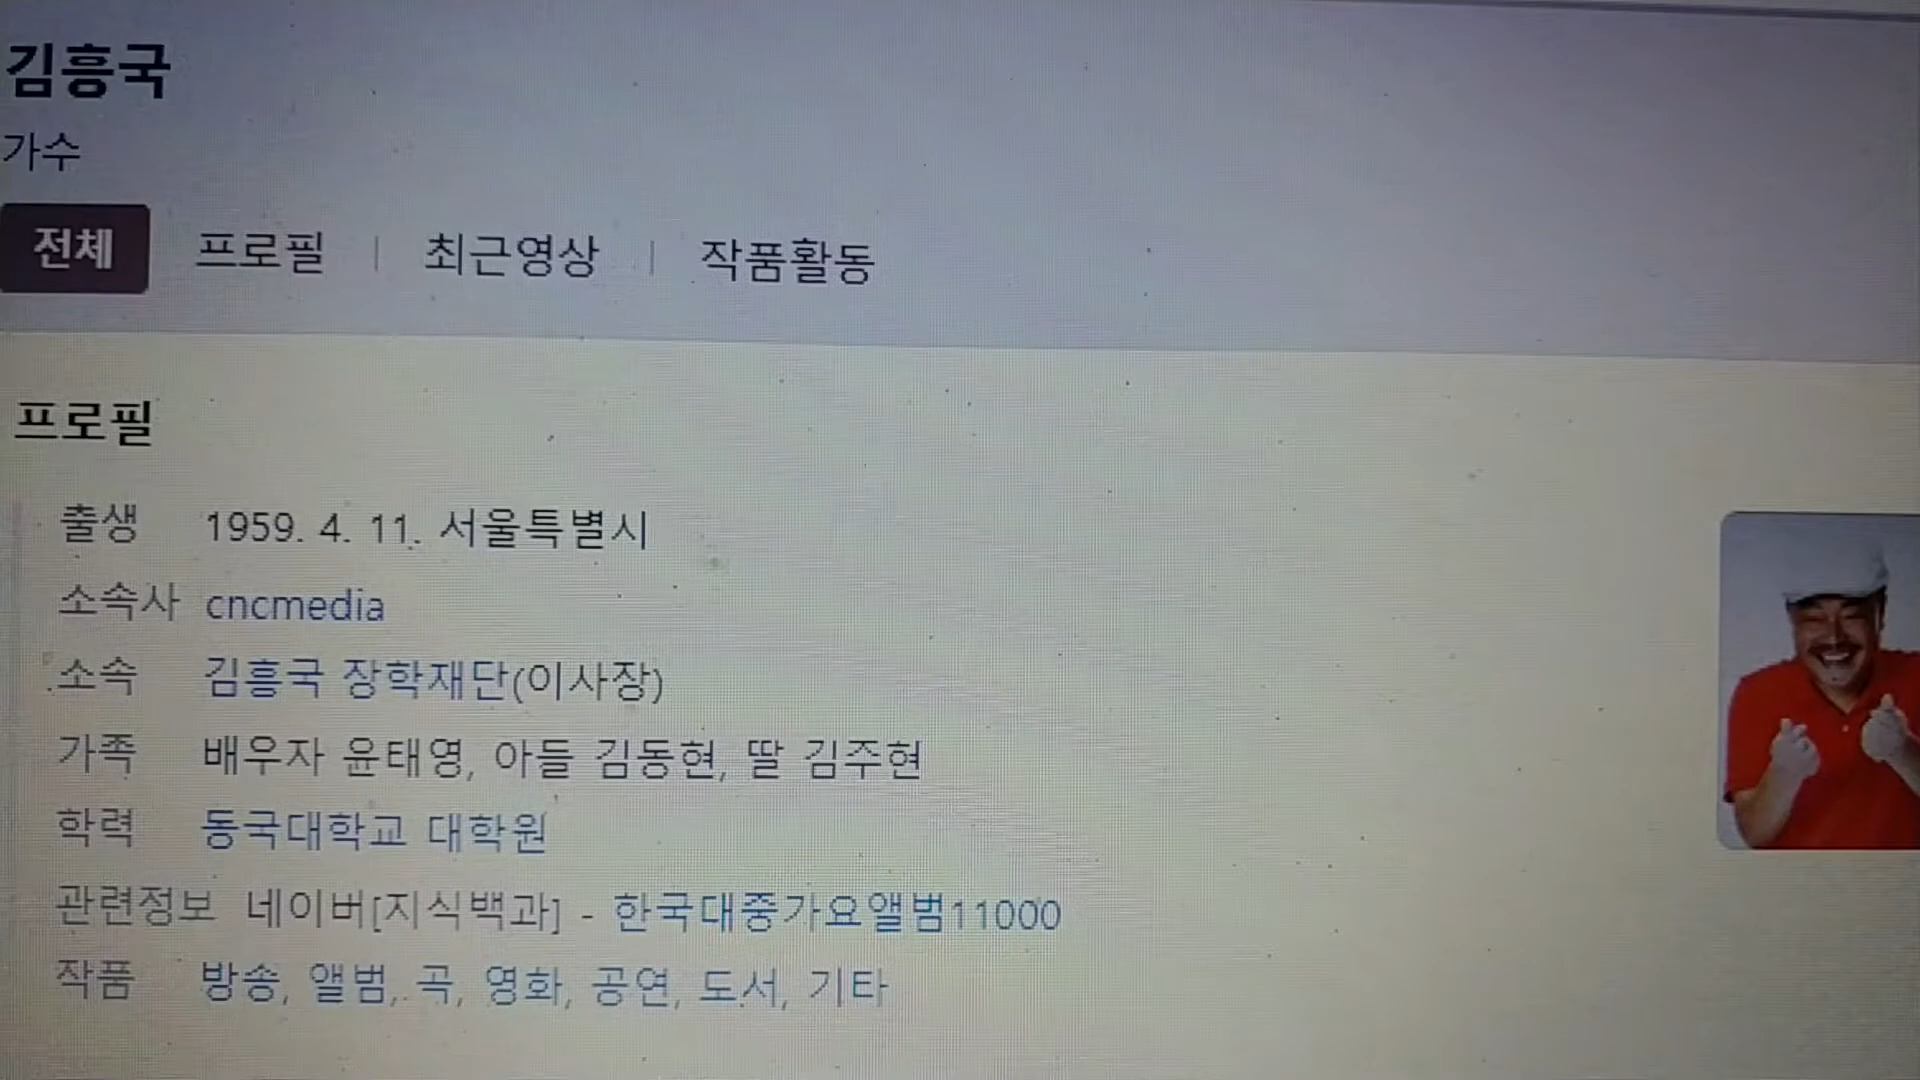 김흥국
가수
전체 프로필 | 최근영상 | 작품활동
프로필
출생 1959. 4. 11. 서울특별시
소속사 cncmedia
소속 김흥국 장학재단(이사장)
가족 배우자 윤태영, 아들 김동현, 딸 김주현
학력 동국대학교 대학원
관련정보 네이버[지식백과] - 한국대중가요앨범11000
작품 방송, 앨범, 곡, 영화, 공연, 도서, 기타